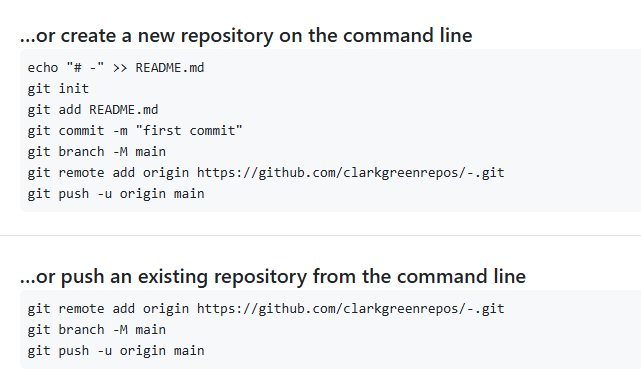 …or create a new repository on the command line
echo "# -" >> README.md
git init
git add README.md
git commit -m "first commit"
git branch -M main
git remote add origin https://github.com/clarkgreenrepos/-.git
git push -u origin main
…or push an existing repository from the command line
git remote add origin https://github.com/clarkgreenrepos/-.git
git branch -M main
git push -u origin main